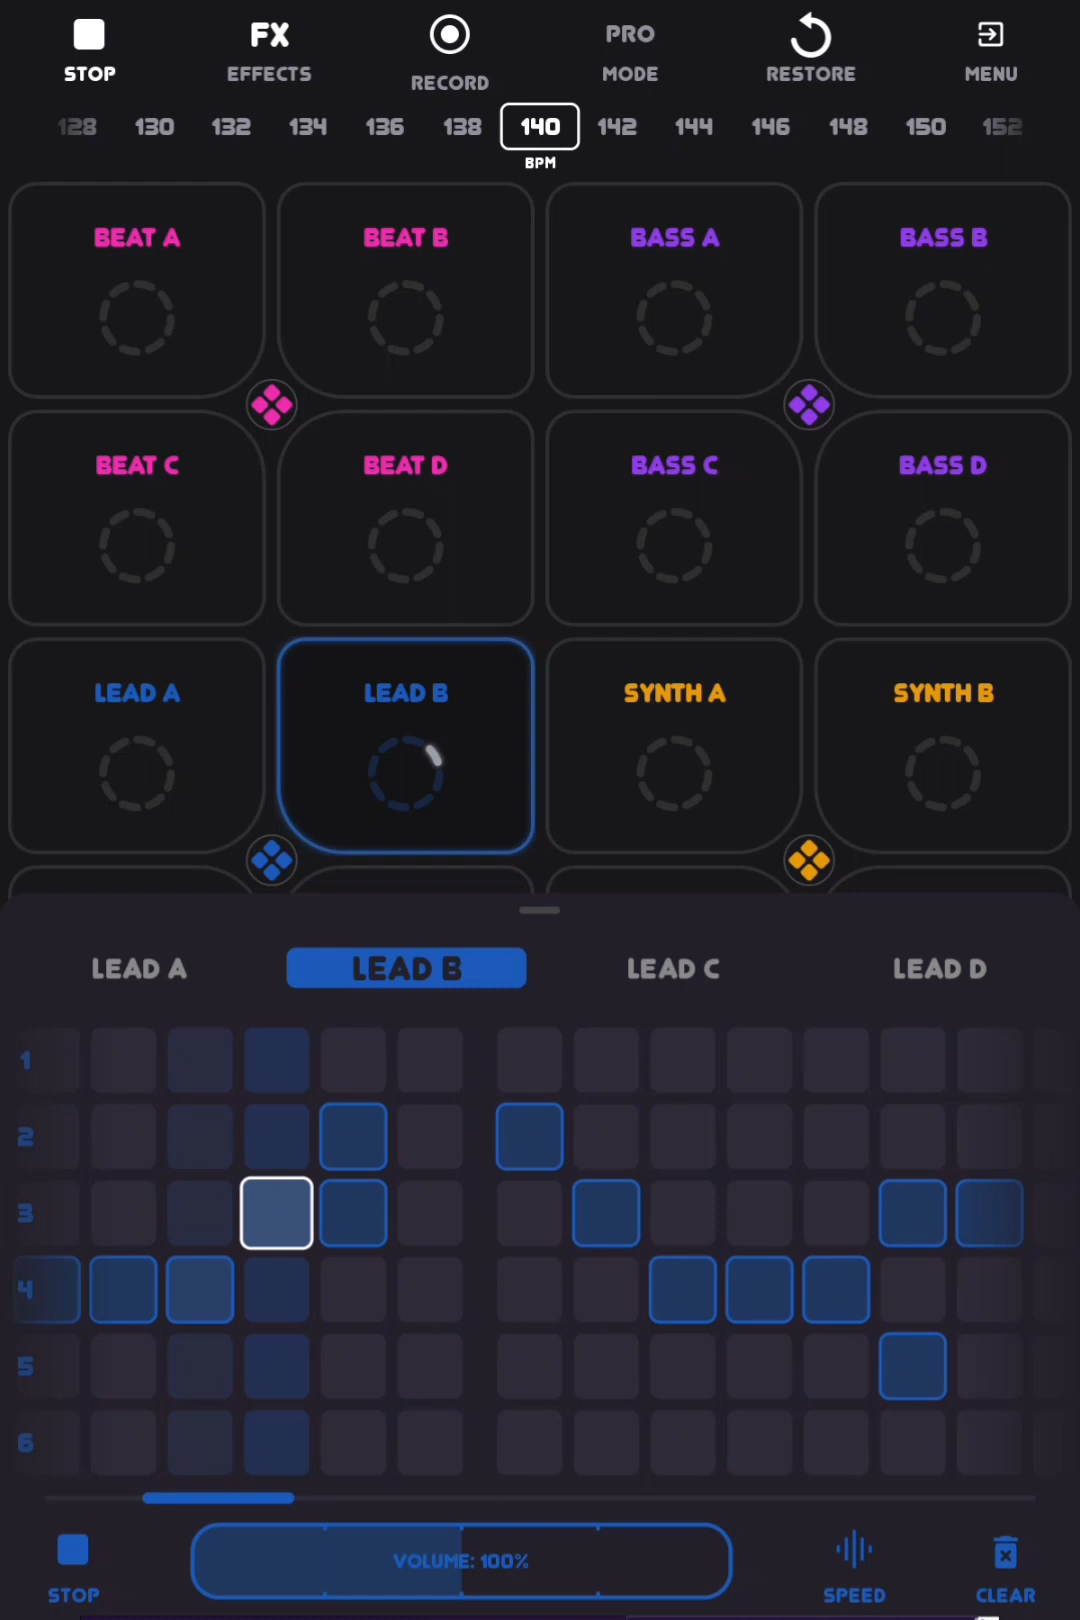 STOP
FX
EFFECTS
RECORD
PRO
MODE
RESTORE
MENU
128 130 132 134 136 138 140 142 144 146 148 150 152
BPM
BEAT A BEAT B BASS A BASS B
BEAT C BEAT D BASS C BASS D
LEAD A LEAD B SYNTH A SYNTH B
LEAD A LEAD B LEAD C LEAD D
1
2
3
4
5
6
VOLUME: 100%
STOP SPEED CLEAR